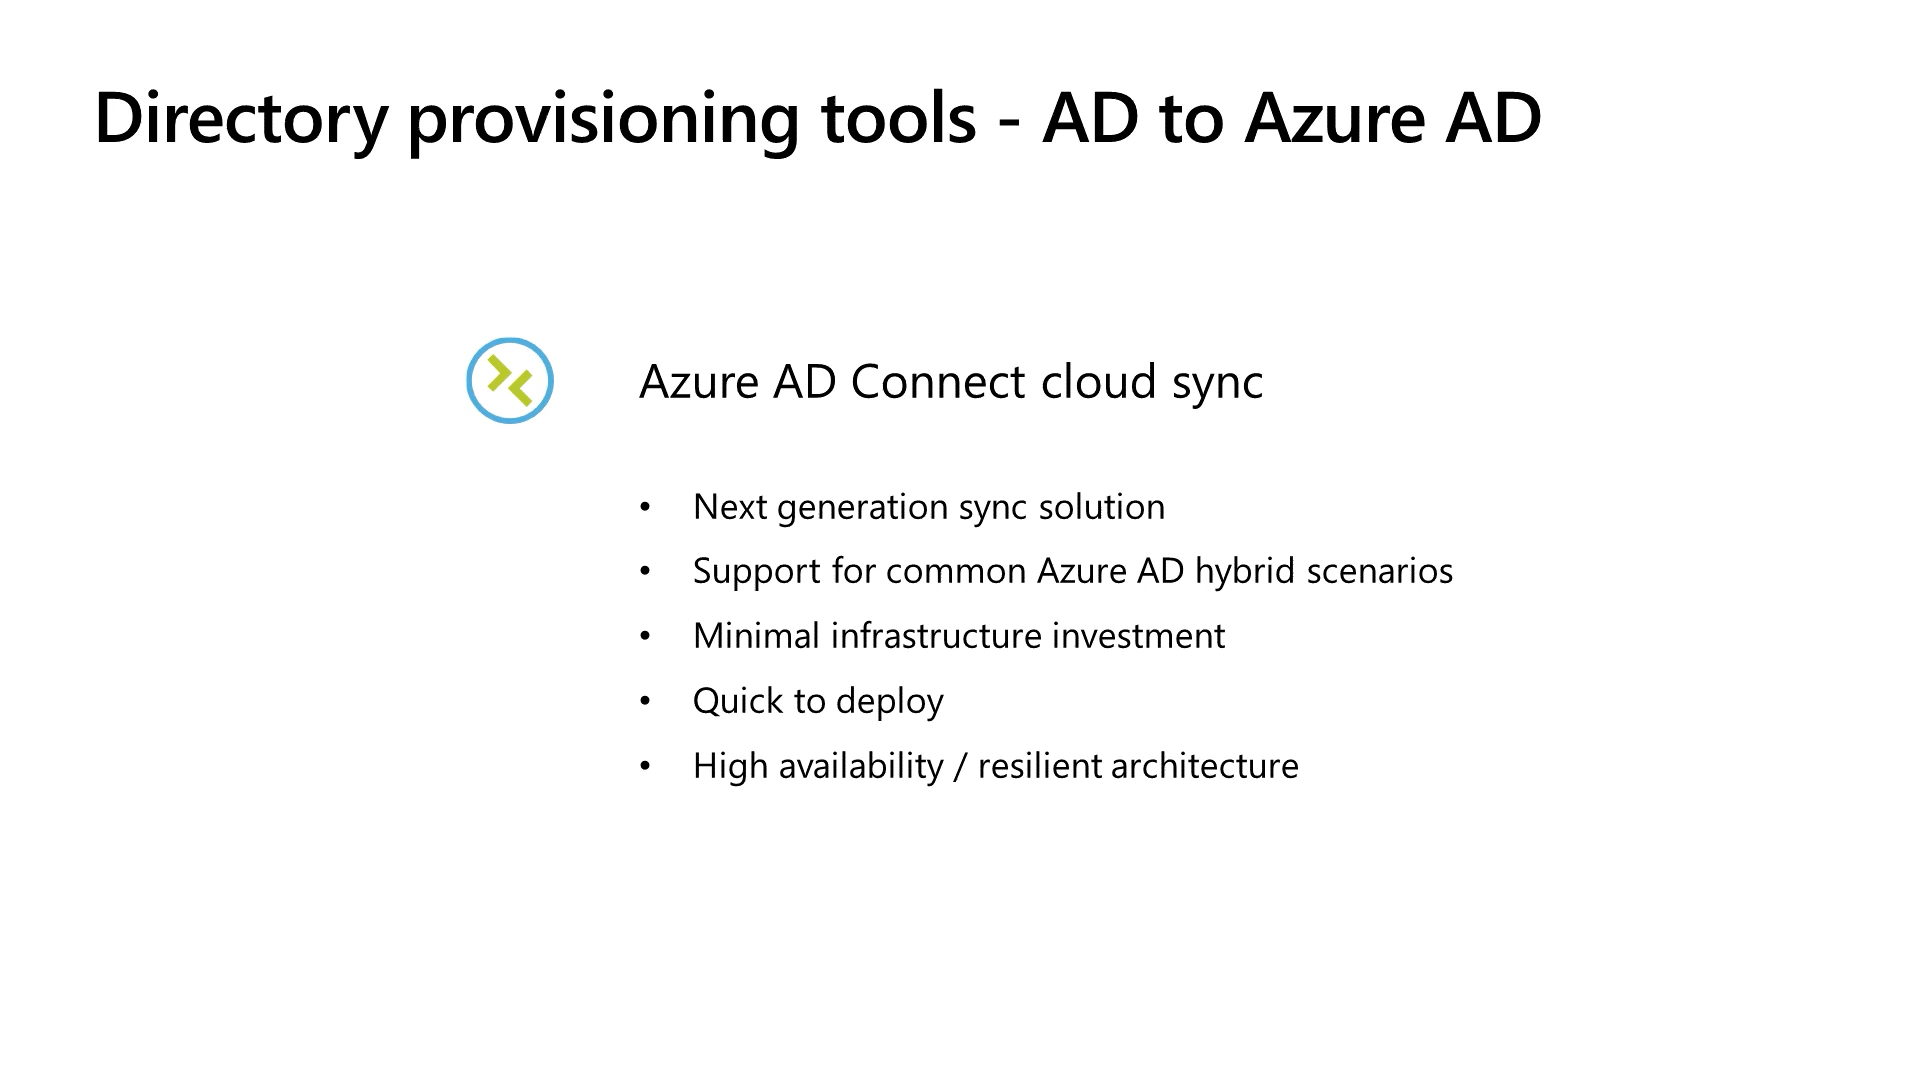 Directory provisioning tools - AD to Azure AD
Azure AD Connect cloud sync
• Next generation sync solution
• Support for common Azure AD hybrid scenarios
• Minimal infrastructure investment
• Quick to deploy
• High availability / resilient architecture